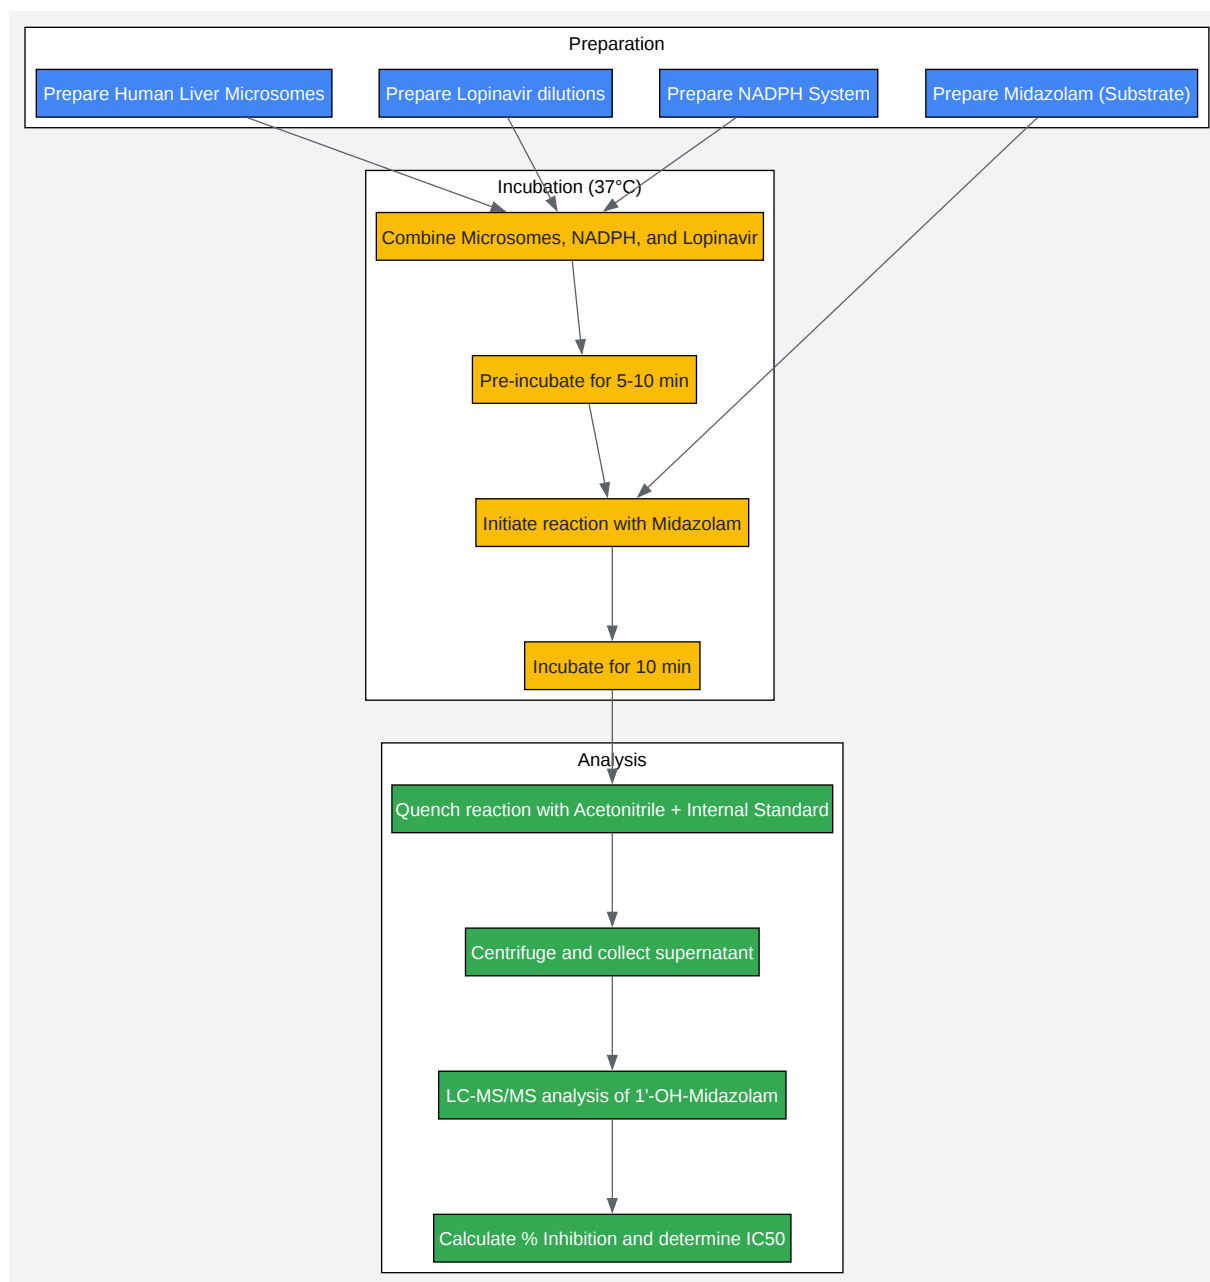 Preparation
Prepare Human Liver Microsomes
Prepare Lopinavir dilutions
Prepare NADPH System
Prepare Midazolam (Substrate)
Incubation (37°C)
Combine Microsomes, NADPH, and Lopinavir
Pre-incubate for 5-10 min
Initiate reaction with Midazolam
Incubate for 10 min
Analysis
Quench reaction with Acetonitrile + Internal Standard
Centrifuge and collect supernatant
LC-MS/MS analysis of 1'-OH-Midazolam
Calculate % Inhibition and determine IC50